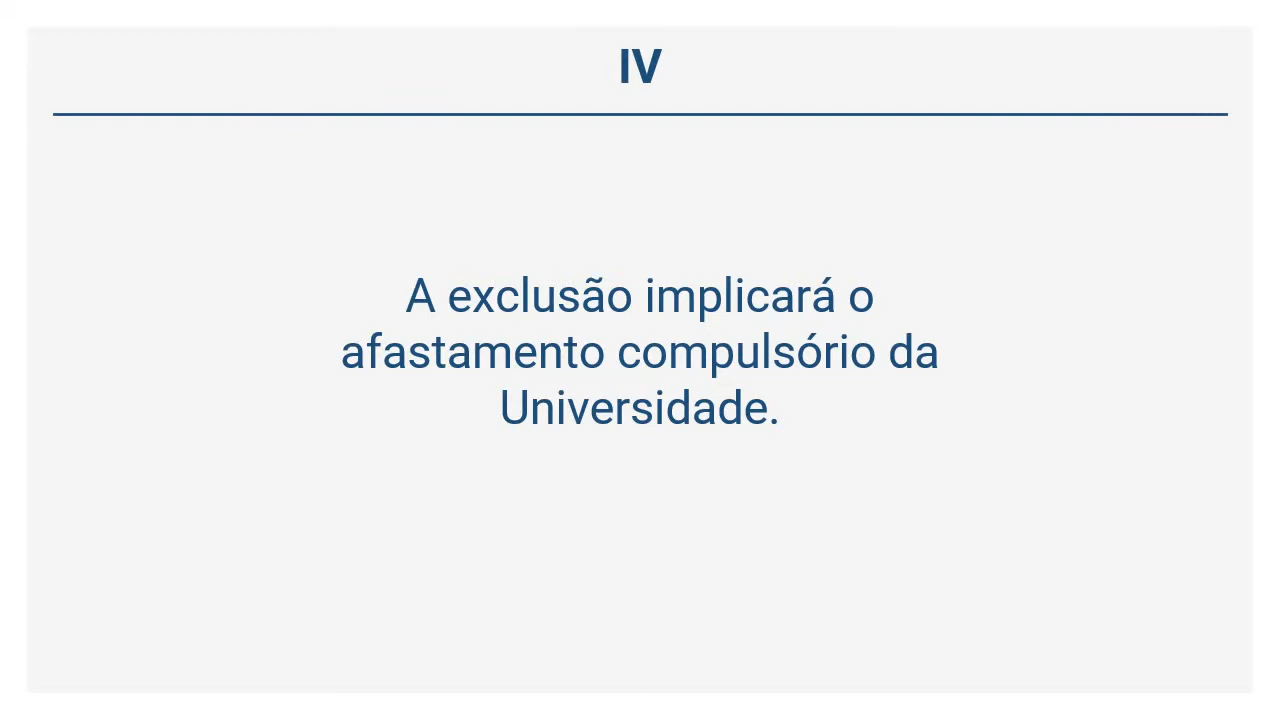 IV
A exclusão implicará o
afastamento compulsório da
Universidade.